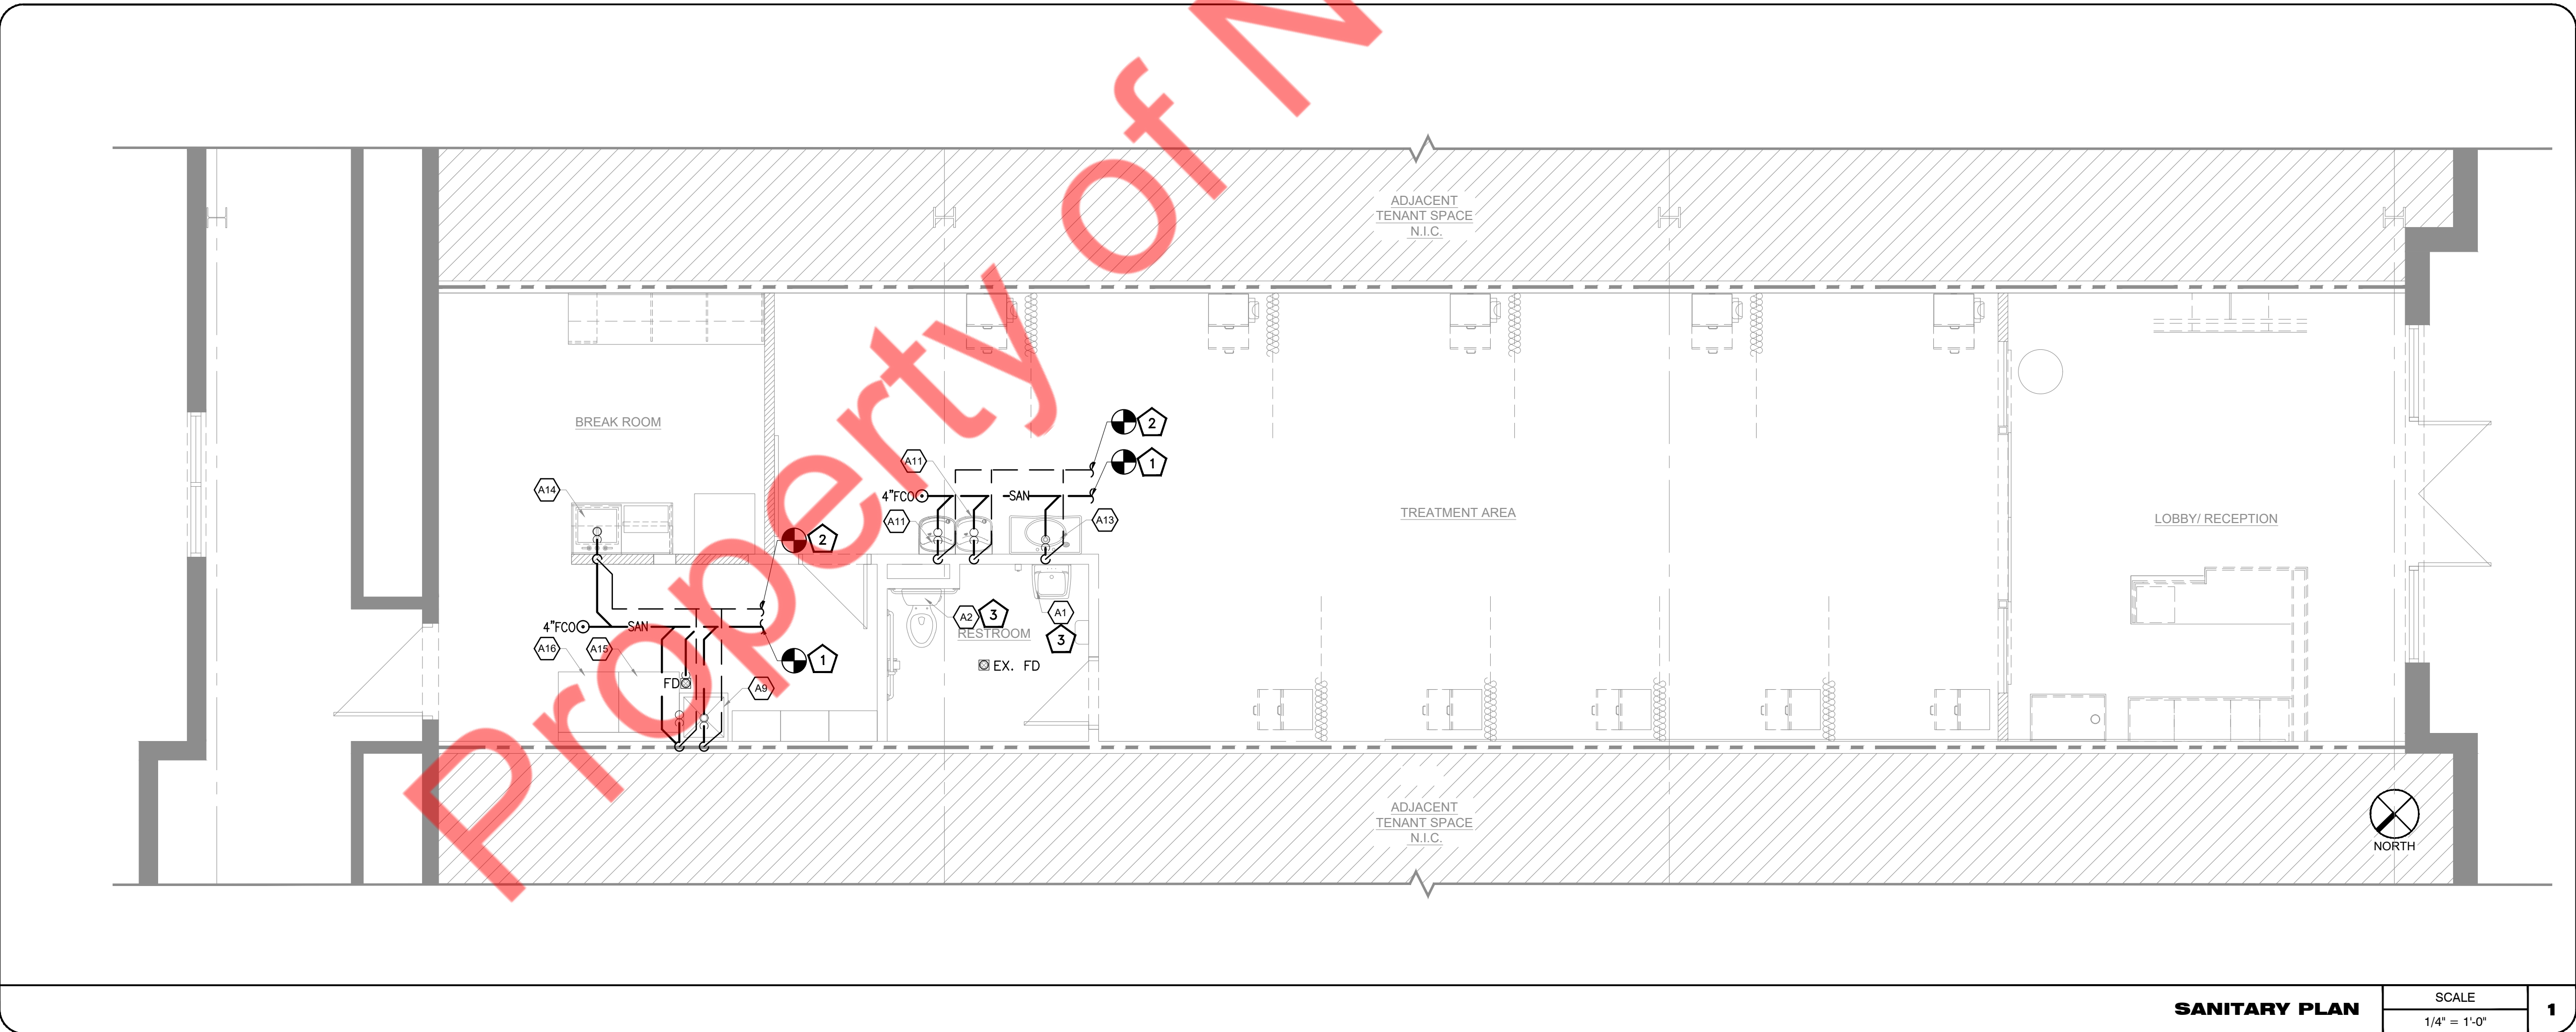 Property of N
ADJACENT
TENANT SPACE
N.I.C.
BREAK ROOM
2
A11
1
A14
4"FCO
SAN
A11
A13
TREATMENT AREA
LOBBY/ RECEPTION
2
A2
3
A1
4"FCO
SAN
RESTROOM
3
A16
A15
1
EX. FD
FD
A9
ADJACENT
TENANT SPACE
N.I.C.
NORTH
SANITARY PLAN
SCALE
1/4" = 1'-0"
1